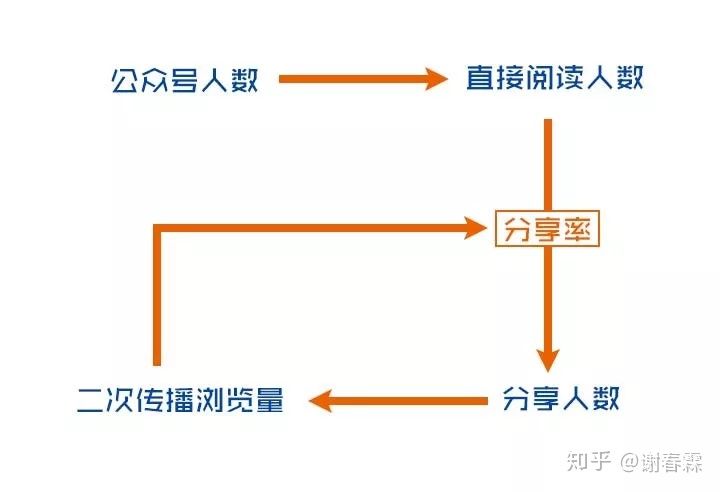 公众号人数
直接阅读人数
分享率
二次传播浏览量
分享人数
知乎 @谢春霖